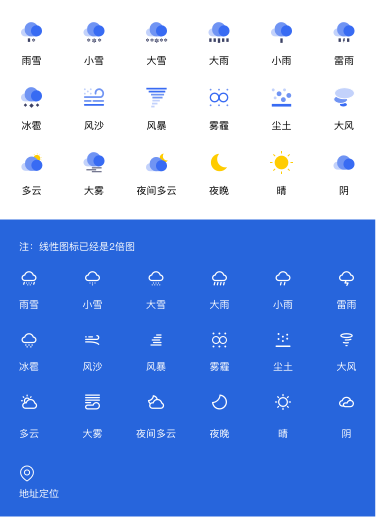 雨雪 小雪 大雪 大雨 小雨 雷雨
冰雹 风沙 风暴 雾霾 尘土 大风
多云 大雾 夜间多云 夜晚 晴 阴
注：线性图标已经是2倍图
雨雪 小雪 大雪 大雨 小雨 雷雨
冰雹 风沙 风暴 雾霾 尘土 大风
多云 大雾 夜间多云 夜晚 晴 阴
地址定位